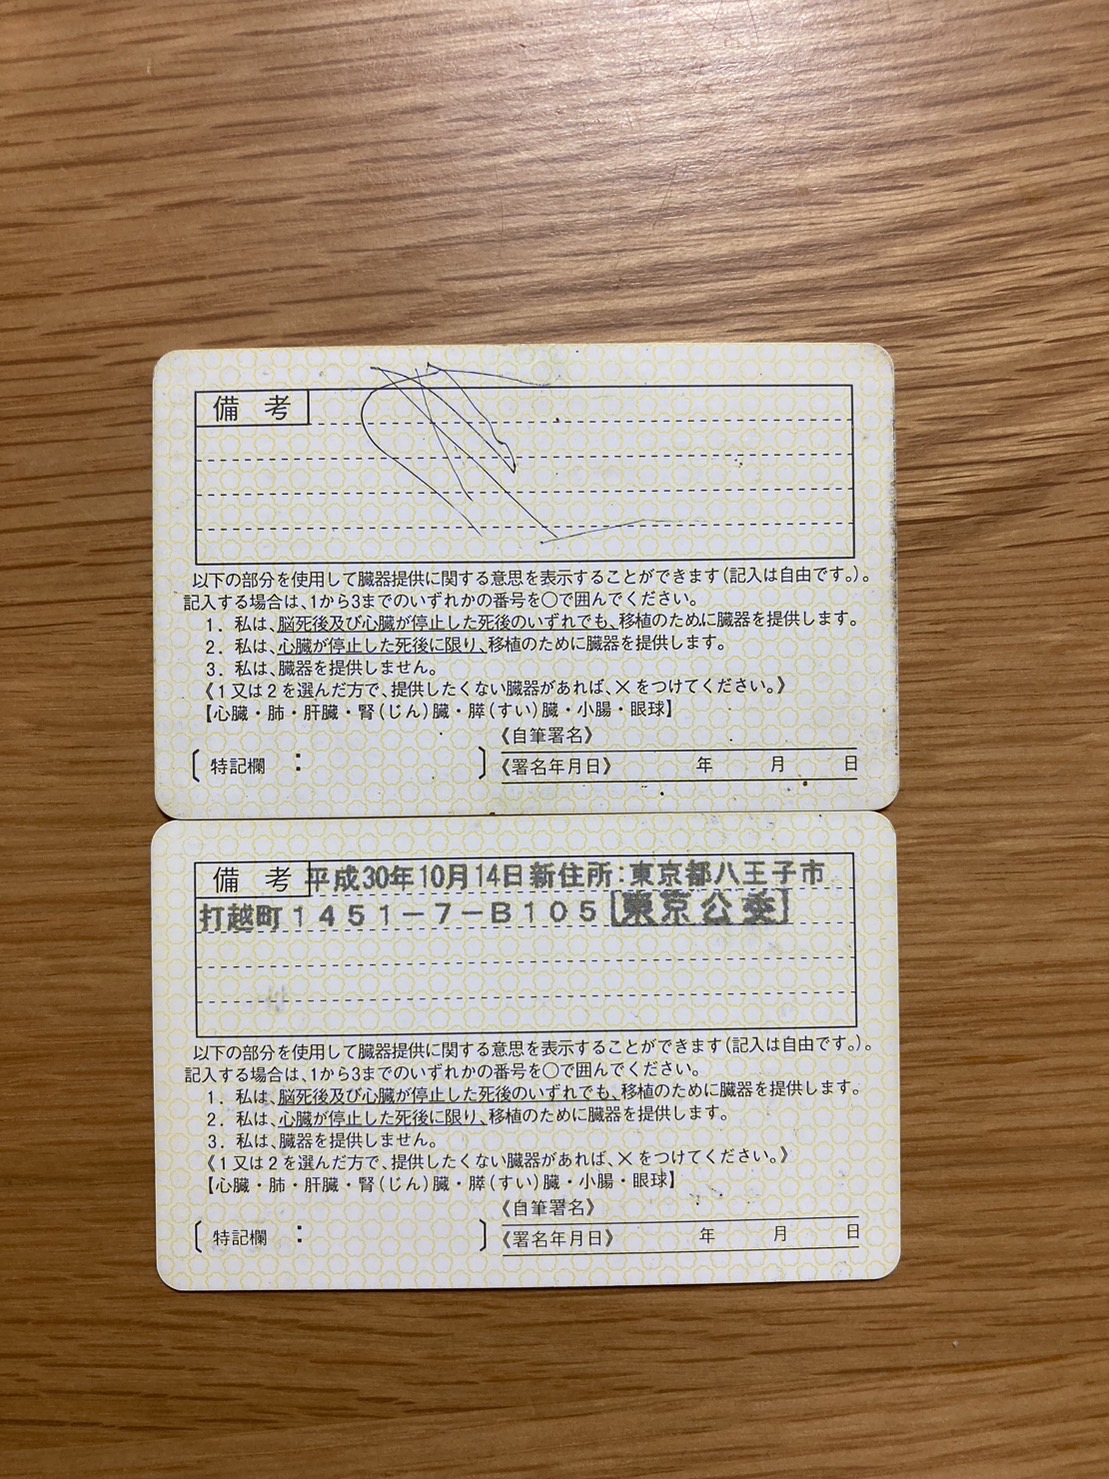 備 考
以下の部分を使用して臓器提供に関する意思を表示することができます(記入は自由です。)。
記入する場合は、1から3までのいずれかの番号を○で囲んでください。
1. 私は、脳死後及び心臓が停止した死後のいずれでも、移植のために臓器を提供します。
2. 私は、心臓が停止した死後に限り、移植のために臓器を提供します。
3. 私は、臓器を提供しません。
《1又は2を選んだ方で、提供したくない臓器があれば、×をつけてください。》
【心臓・肺・肝臓・腎(じん)臓・膵(すい)臓・小腸・眼球】
《自筆署名》
〔特記欄 : 〕
《署名年月日》 年 月 日
備 考 平成30年10月14日新住所:東京都八王子市
打越町1451-7-B105[東京公委]
以下の部分を使用して臓器提供に関する意思を表示することができます(記入は自由です。)。
記入する場合は、1から3までのいずれかの番号を○で囲んでください。
1. 私は、脳死後及び心臓が停止した死後のいずれでも、移植のために臓器を提供します。
2. 私は、心臓が停止した死後に限り、移植のために臓器を提供します。
3. 私は、臓器を提供しません。
《1又は2を選んだ方で、提供したくない臓器があれば、×をつけてください。》
【心臓・肺・肝臓・腎(じん)臓・膵(すい)臓・小腸・眼球】
《自筆署名》
〔特記欄 : 〕
《署名年月日》 年 月 日